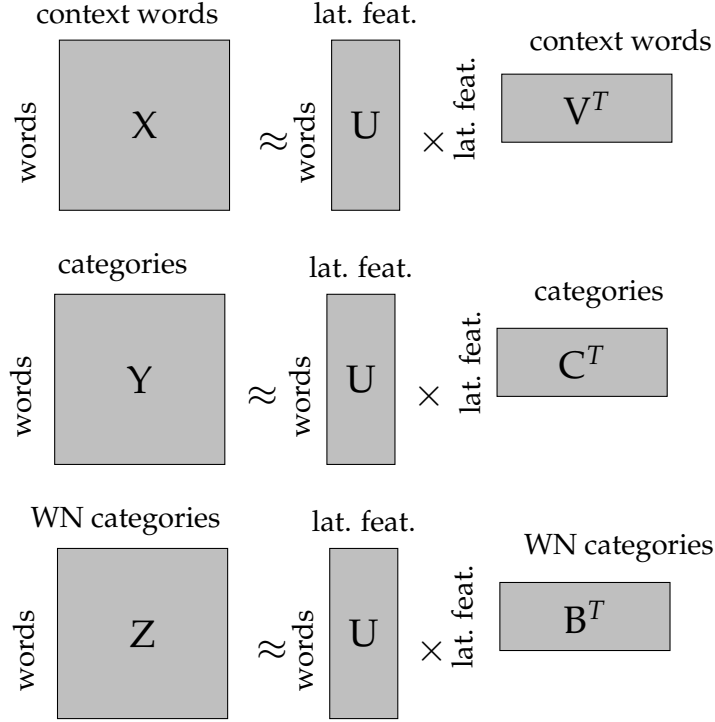 context words
lat. feat.
context words
words
X
≈
words
U
×
lat. feat.
V^T
categories
lat. feat.
categories
words
Y
≈
words
U
×
lat. feat.
C^T
WN categories
lat. feat.
WN categories
words
Z
≈
words
U
×
lat. feat.
B^T